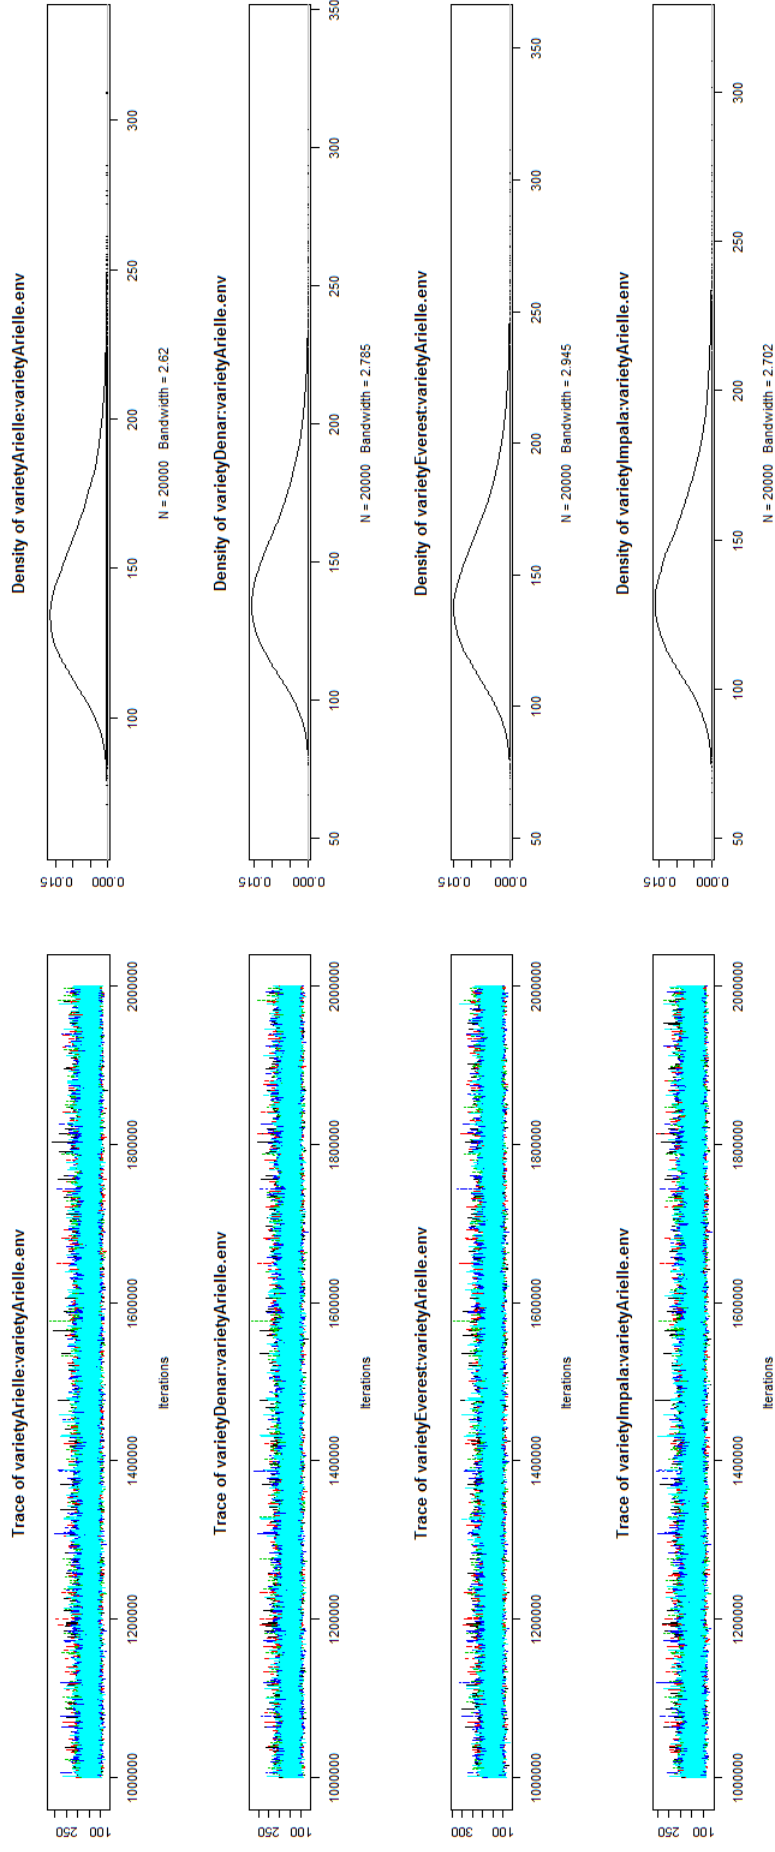 Trace of varietyArielle:varietyArielle.env
250
100
1000000 1200000 1400000 1600000 1800000 2000000
Iterations
Density of varietyArielle:varietyArielle.env
0.015
0.000
100 150 200 250 300
N = 20000 Bandwidth = 2.62
Trace of varietyDenar:varietyArielle.env
250
100
1000000 1200000 1400000 1600000 1800000 2000000
Iterations
Density of varietyDenar:varietyArielle.env
0.015
0.000
50 100 150 200 250 300 350
N = 20000 Bandwidth = 2.785
Trace of varietyEverest:varietyArielle.env
300
100
1000000 1200000 1400000 1600000 1800000 2000000
Iterations
Density of varietyEverest:varietyArielle.env
0.015
0.000
50 100 150 200 250 300 350
N = 20000 Bandwidth = 2.945
Trace of varietyImpala:varietyArielle.env
250
100
1000000 1200000 1400000 1600000 1800000 2000000
Iterations
Density of varietyImpala:varietyArielle.env
0.015
0.000
50 100 150 200 250 300
N = 20000 Bandwidth = 2.702